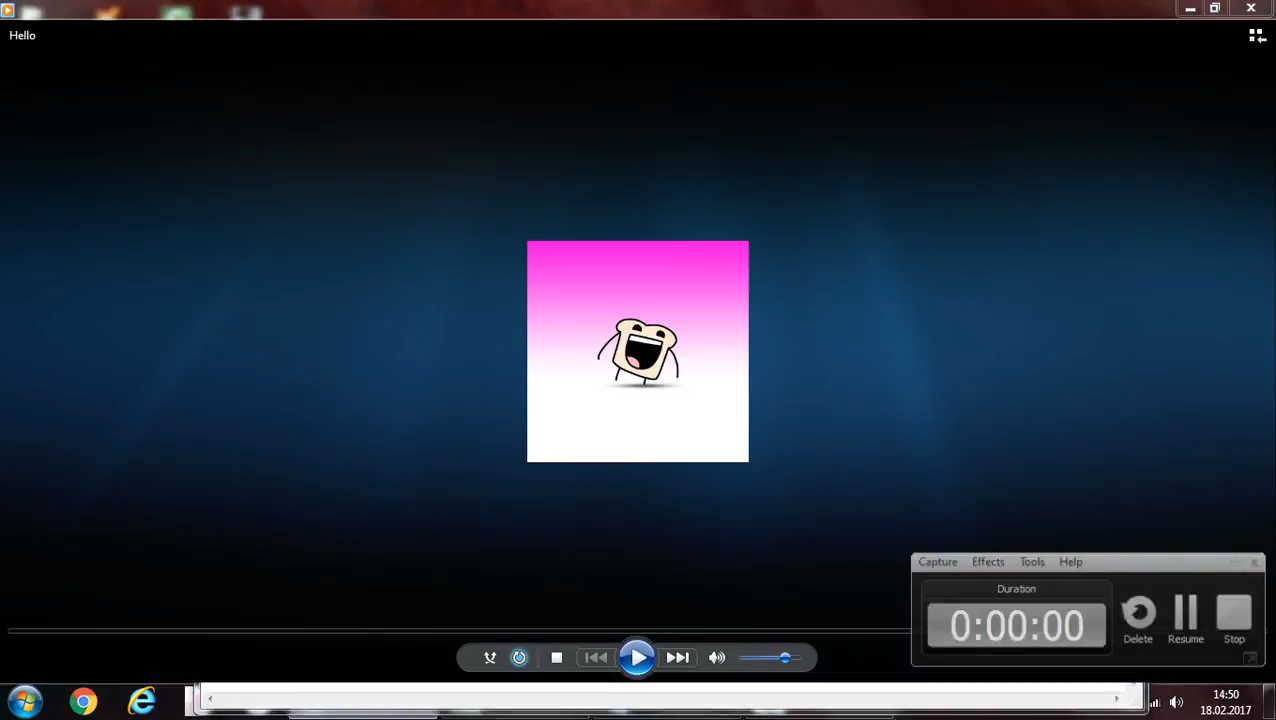 Hello
Capture Effects Tools Help
Duration
0:00:00
Delete Resume Stop
14:50
18.02.2017